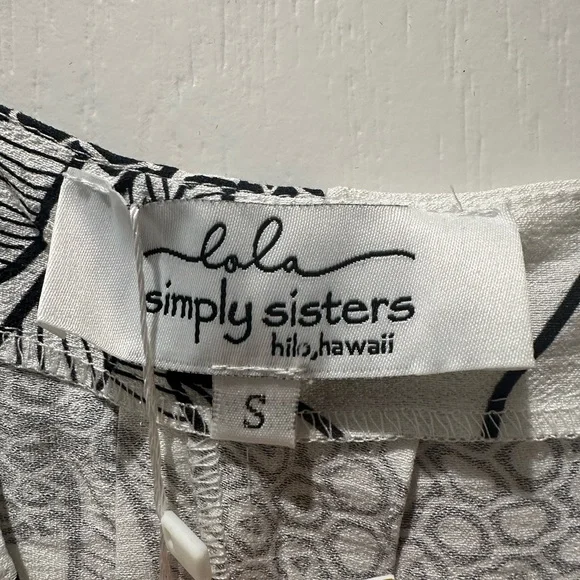 lola
simply sisters
hilo, hawaii
S